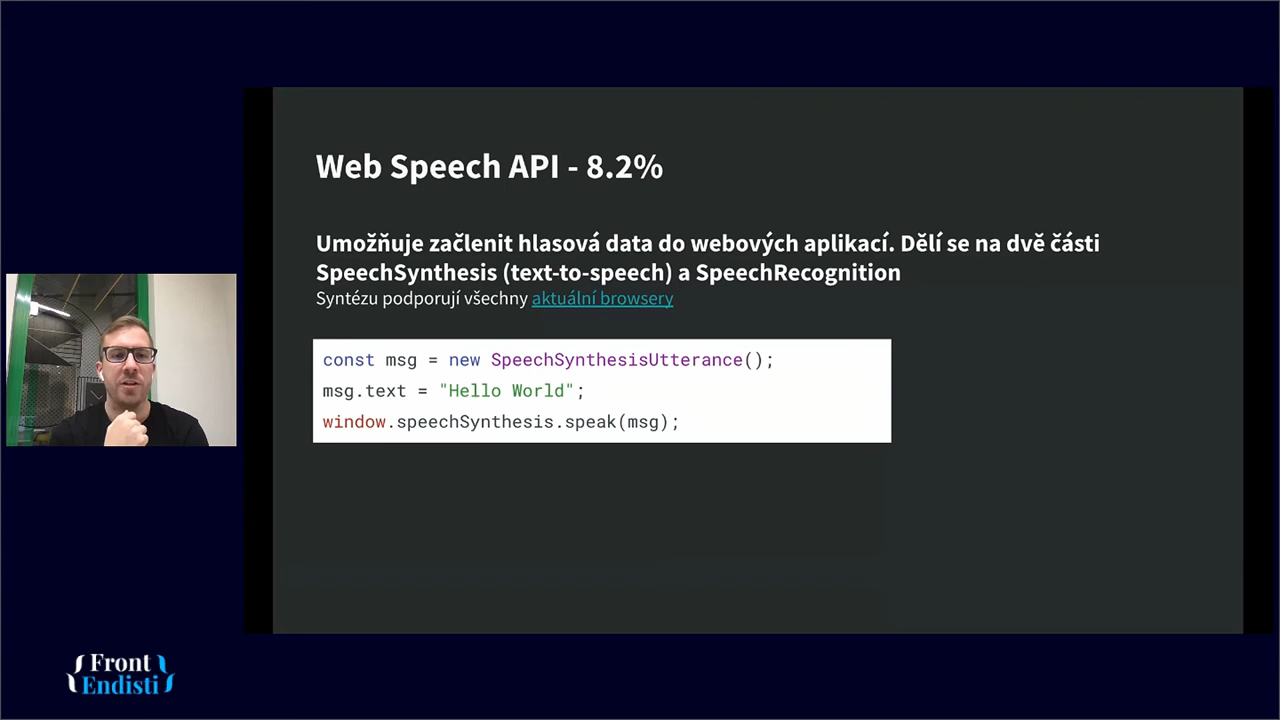 Web Speech API - 8.2%
Umožňuje začlenit hlasová data do webových aplikací. Dělí se na dvě části
SpeechSynthesis (text-to-speech) a SpeechRecognition
Syntézu podporují všechny aktuální browsery
const msg = new SpeechSynthesisUtterance();
msg.text = "Hello World";
window.speechSynthesis.speak(msg);
{Front
Endisti}